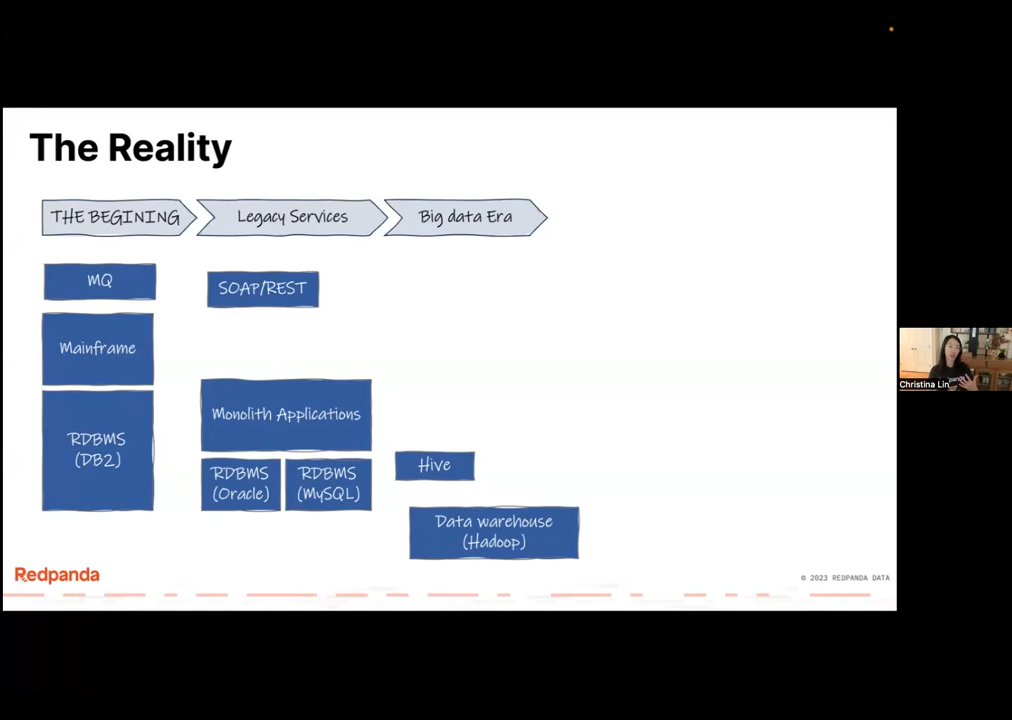 The Reality
THE BEGINING
Legacy Services
Big data Era
MQ
SOAP/REST
Mainframe
Monolith Applications
RDBMS
(DB2)
RDBMS
(Oracle)
RDBMS
(MySQL)
Hive
Data warehouse
(Hadoop)
Redpanda
© 2023 REDPANDA DATA
Christina Lin